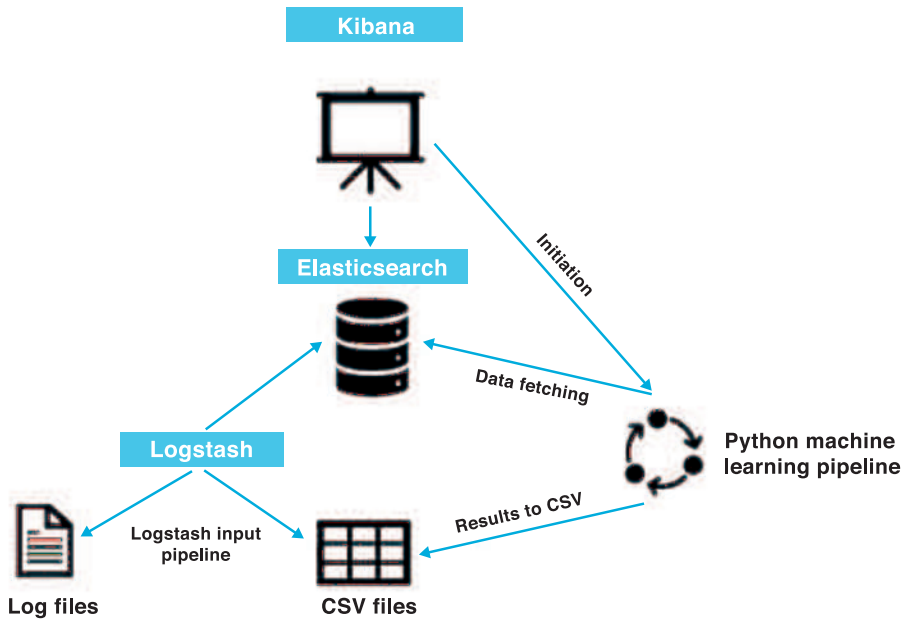 Kibana
Initiation
Elasticsearch
Data fetching
Logstash
Python machine
learning pipeline
Logstash input
pipeline
Results to CSV
Log files
CSV files